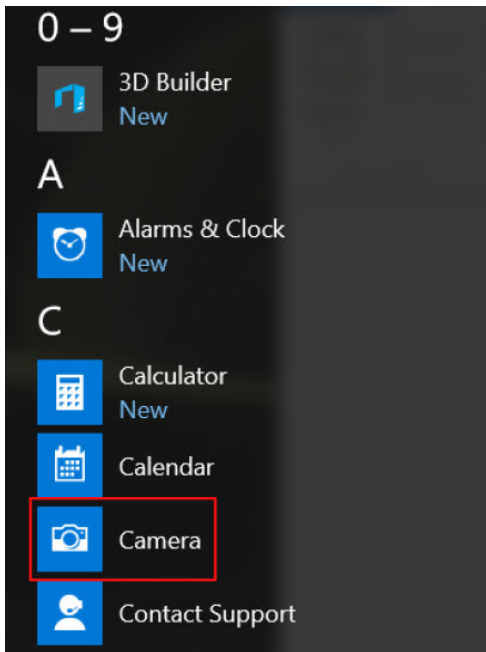 0 – 9
3D Builder
New
A
Alarms & Clock
New
C
Calculator
New
Calendar
Camera
Contact Support